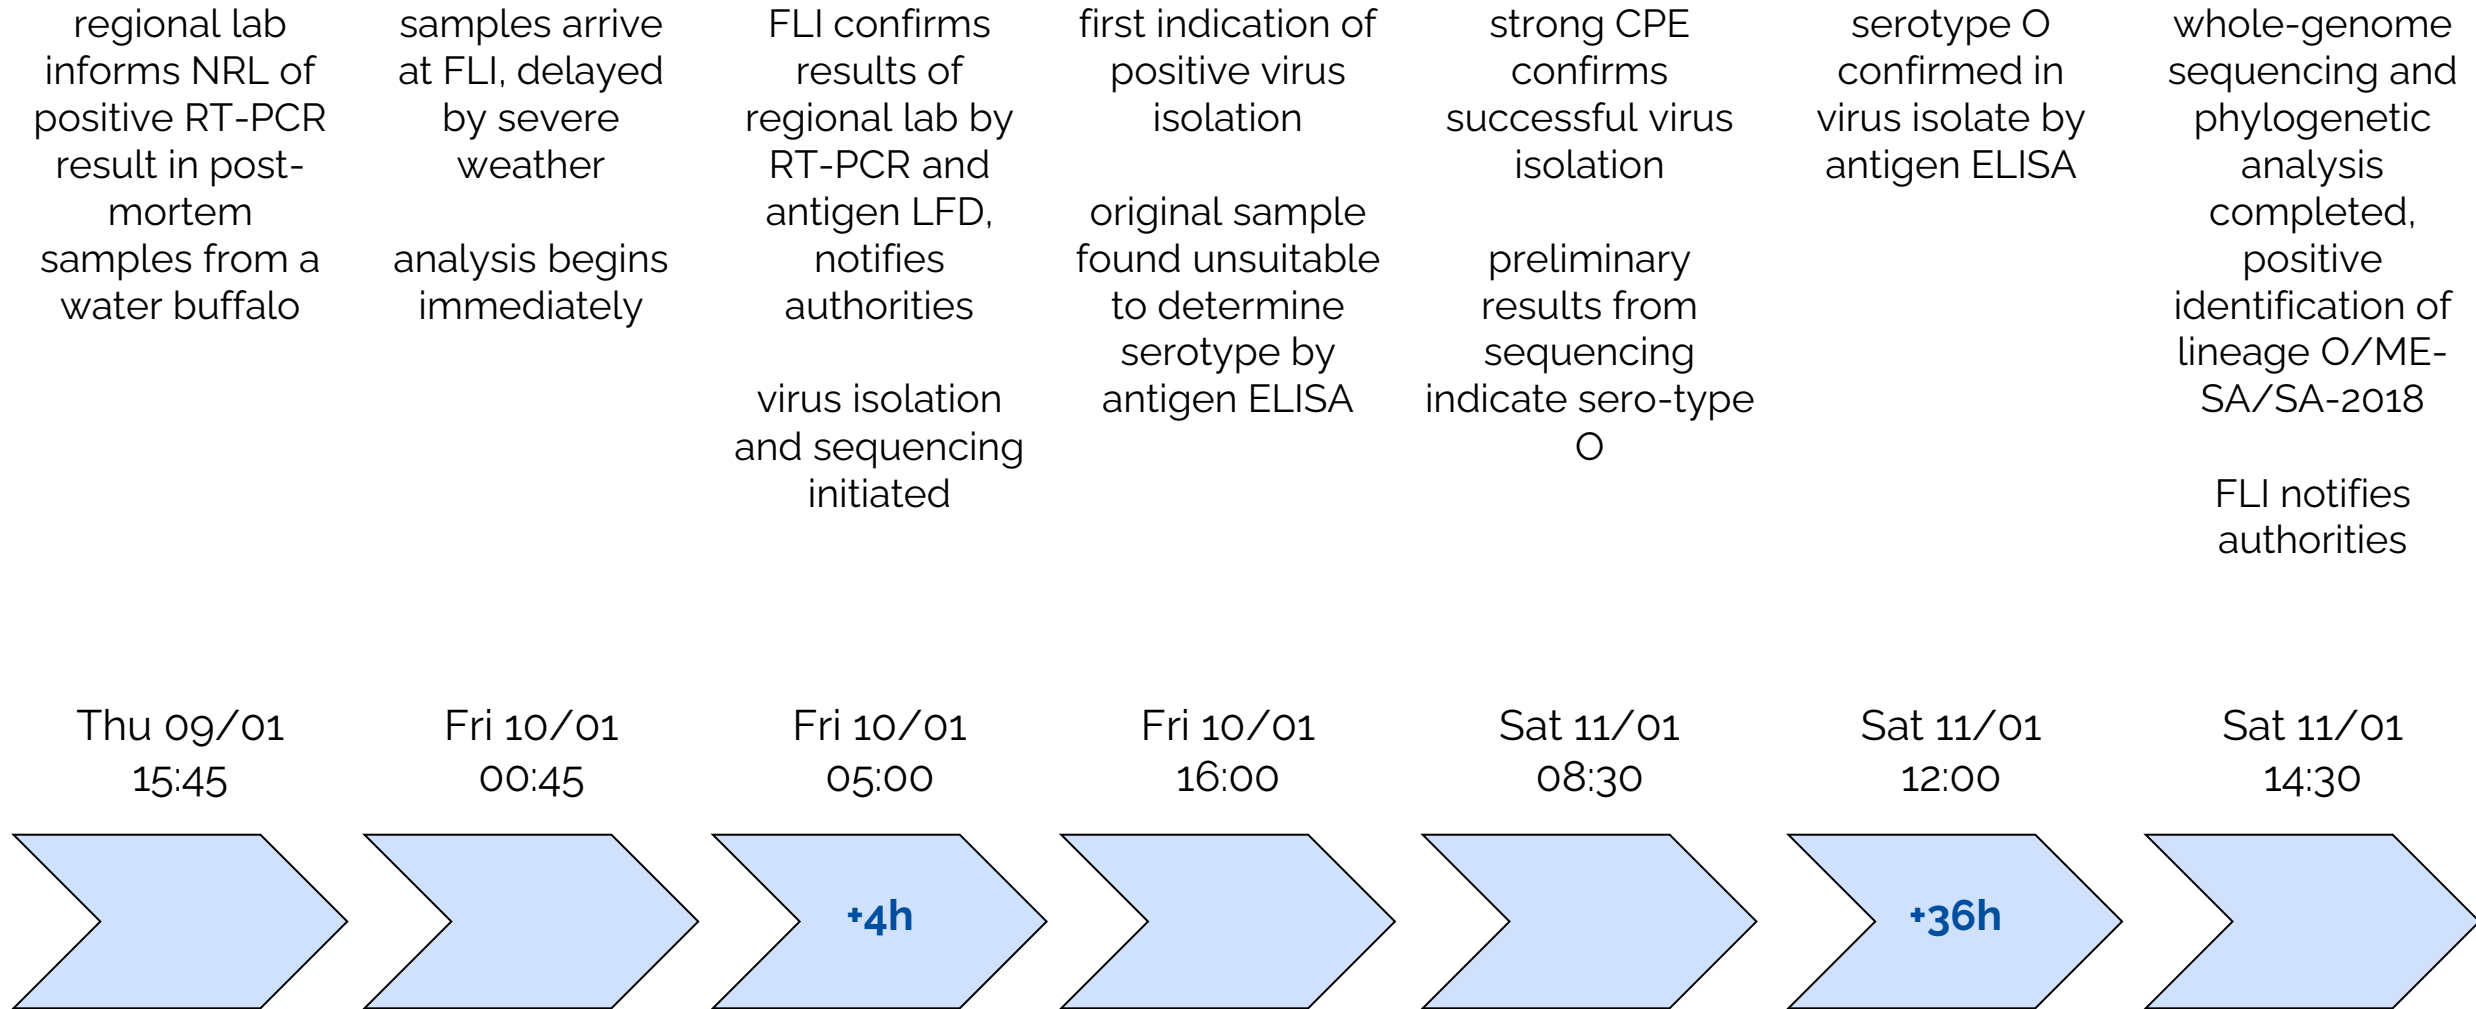 regional lab
informs NRL of
positive RT-PCR
result in post-
mortem
samples from a
water buffalo
samples arrive
at FLI, delayed
by severe
weather
analysis begins
immediately
FLI confirms
results of
regional lab by
RT-PCR and
antigen LFD,
notifies
authorities
virus isolation
and sequencing
initiated
first indication of
positive virus
isolation
original sample
found unsuitable
to determine
serotype by
antigen ELISA
strong CPE
confirms
successful virus
isolation
preliminary
results from
sequencing
indicate sero-type
O
serotype O
confirmed in
virus isolate by
antigen ELISA
whole-genome
sequencing and
phylogenetic
analysis
completed,
positive
identification of
lineage O/ME-
SA/SA-2018
FLI notifies
authorities
Thu 09/01
15:45
Fri 10/01
00:45
Fri 10/01
05:00
Fri 10/01
16:00
Sat 11/01
08:30
Sat 11/01
12:00
Sat 11/01
14:30
+4h
+36h